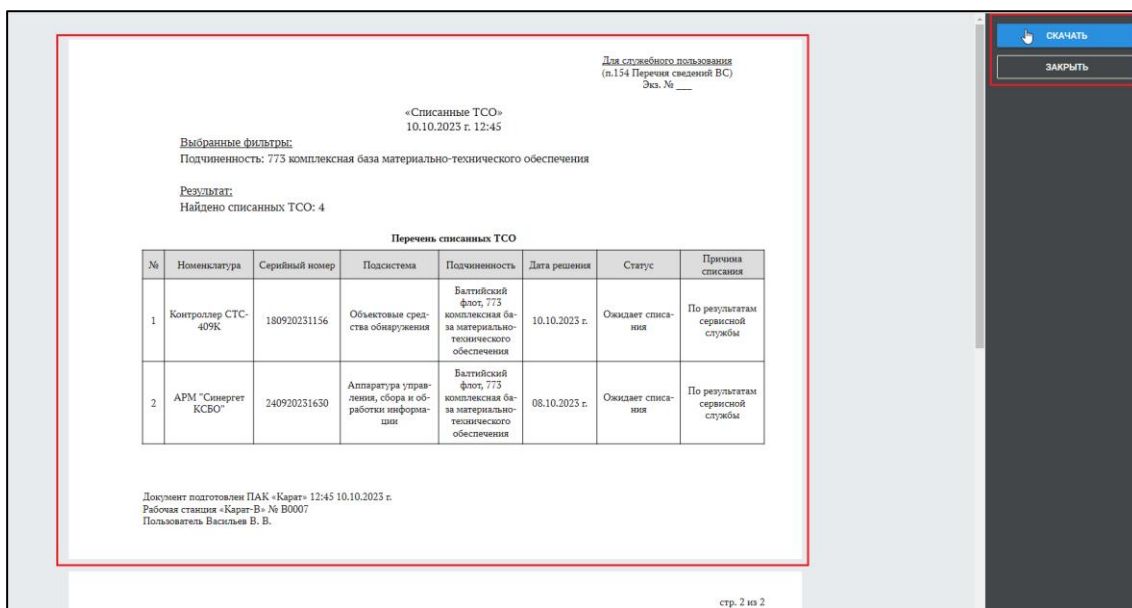 Для служебного пользования
(п.154 Перечня сведений ВС)
Экз. № ___
СКАЧАТЬ
ЗАКРЫТЬ
«Списанные ТСО»
10.10.2023 г. 12:45
Выбранные фильтры:
Подчиненность: 773 комплексная база материально-технического обеспечения
Результат:
Найдено списанных ТСО: 4
Перечень списанных ТСО
№ Номенклатура Серийный номер Подсистема Подчиненность Дата решения Статус Причина
списания
1
Контроллер СТС-
409К
180920231156
Объектовые сред-
ства обнаружения
Балтийский
флот, 773
комплексная ба-
за материально-
технического
обеспечения
10.10.2023 г.
Ожидает списа-
ния
По результатам
сервисной
службы
2
АРМ "Синергет
КСБО"
240920231630
Аппаратура управ-
ления, сбора и об-
работки информа-
ции
Балтийский
флот, 773
комплексная ба-
за материально-
технического
обеспечения
08.10.2023 г.
Ожидает списа-
ния
По результатам
сервисной
службы
Документ подготовлен ПАК «Карат» 12:45 10.10.2023 г.
Рабочая станция «Карат-В» № В0007
Пользователь Васильев В. В.
стр. 2 из 2